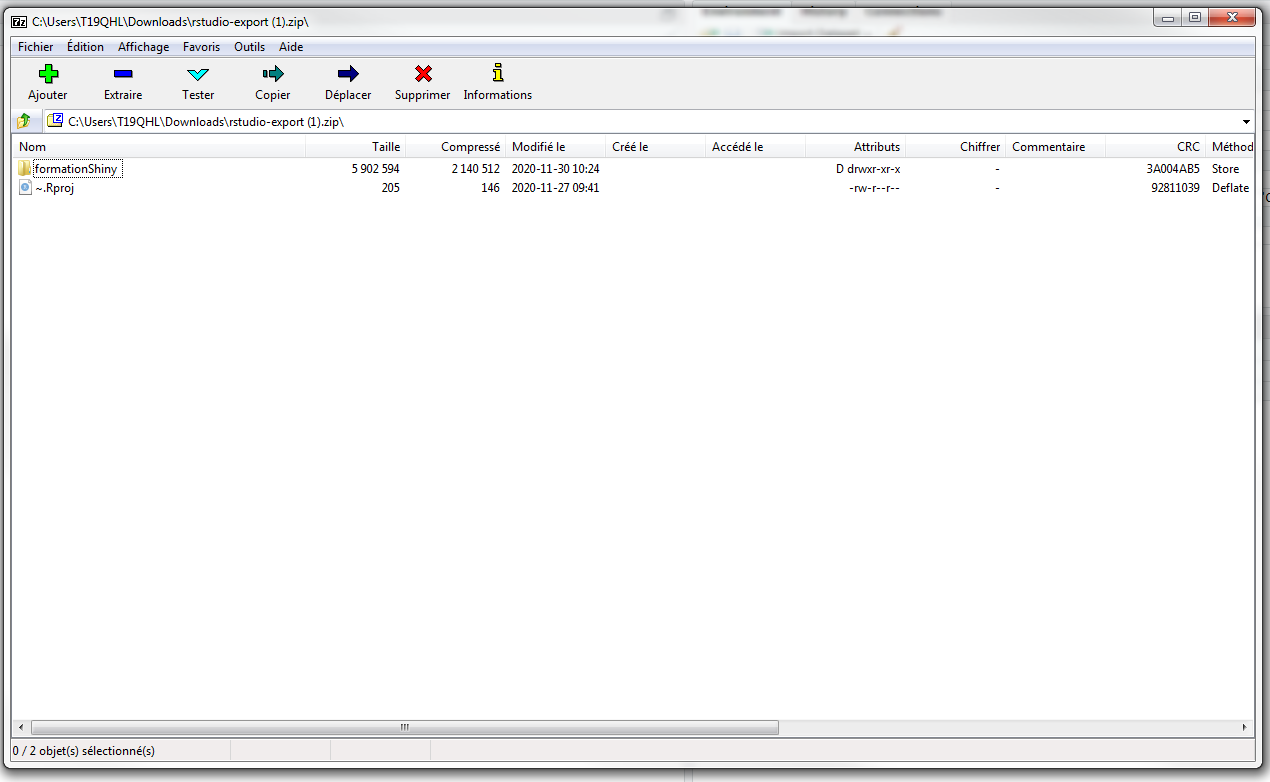 C:\Users\T19QHL\Downloads\rstudio-export (1).zip\
Fichier Édition Affichage Favoris Outils Aide
Ajouter Extraire Tester Copier Déplacer Supprimer Informations
C:\Users\T19QHL\Downloads\rstudio-export (1).zip\
Nom Taille Compressé Modifié le Créé le Accédé le Attributs Chiffrer Commentaire CRC Méthod
formationShiny 5 902 594 2 140 512 2020-11-30 10:24 D drwxr-xr-x - 3A004AB5 Store
~.Rproj 205 146 2020-11-27 09:41 -rw-r--r-- - 92811039 Deflate
0 / 2 objet(s) sélectionné(s)